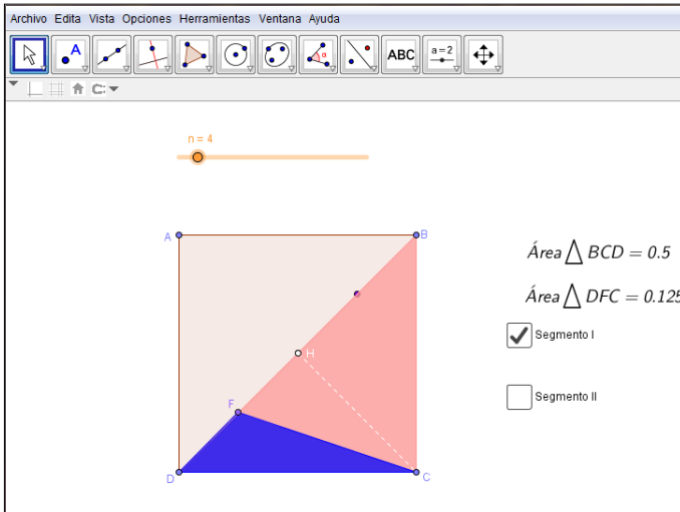 Archivo Edita Vista Opciones Herramientas Ventana Ayuda
A
ABC
a=2
n = 4
A
B
Área △ BCD = 0.5
Área △ DFC = 0.125
Segmento I
H
Segmento II
F
D
C